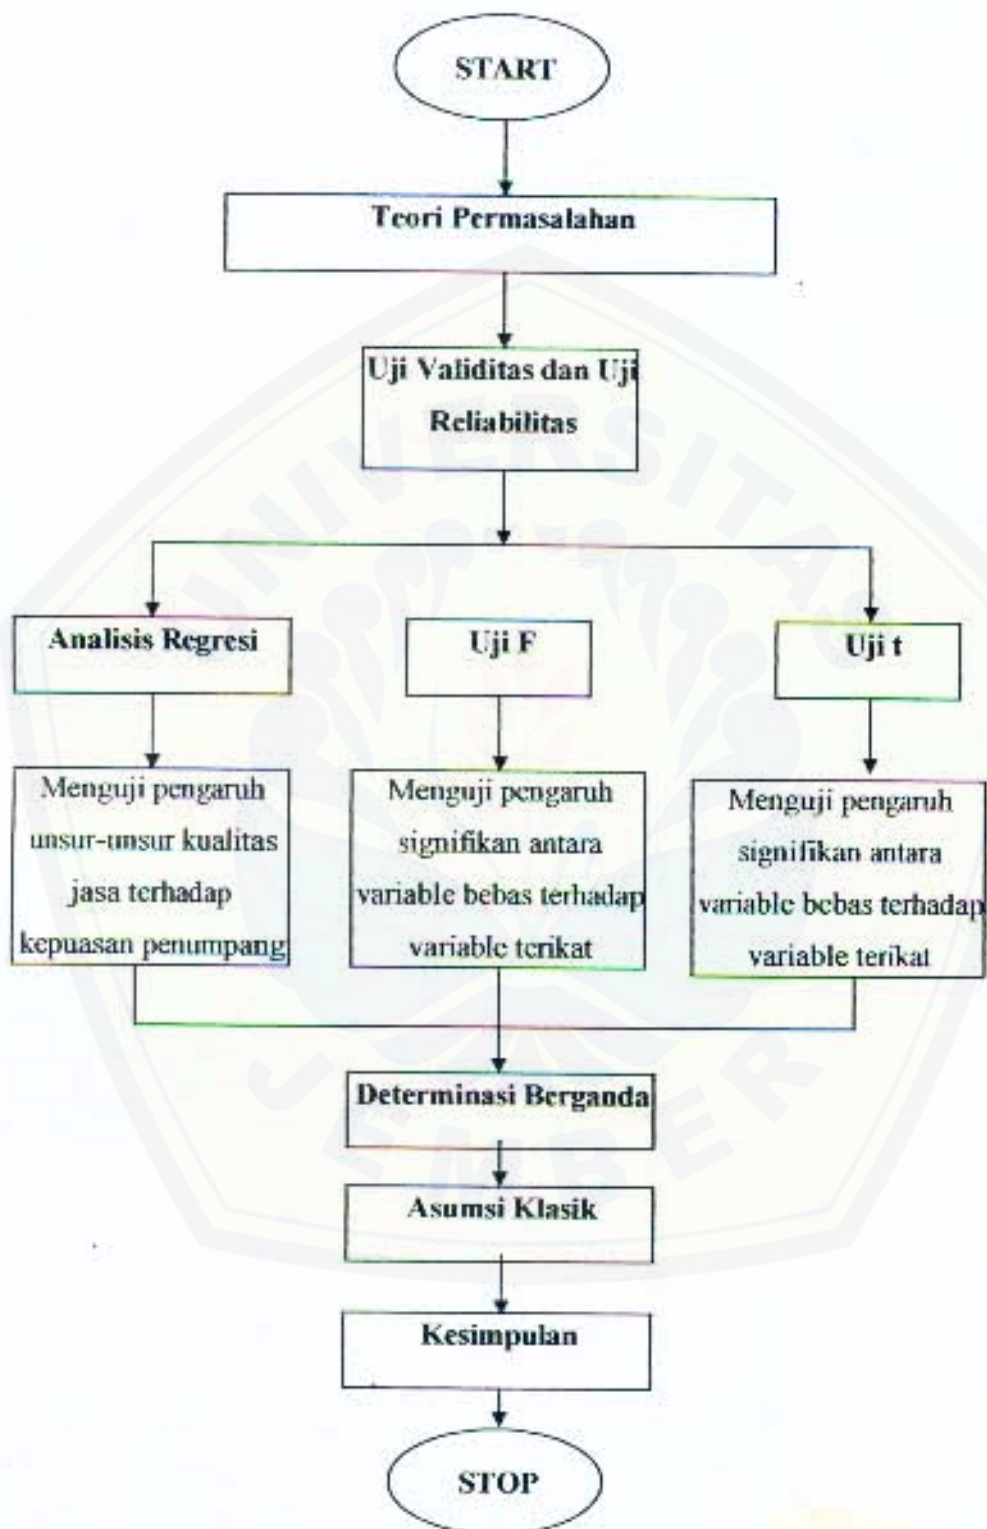 START
Teori Permasalahan
Uji Validitas dan Uji
Reliabilitas
Analisis Regresi
Uji F
Uji t
Menguji pengaruh
unsur-unsur kualitas
jasa terhadap
kepuasan penumpang
Menguji pengaruh
signifikan antara
variable bebas terhadap
variable terikat
Menguji pengaruh
signifikan antara
variable bebas terhadap
variable terikat
Determinasi Berganda
Asumsi Klasik
Kesimpulan
STOP
UNIVERSITAS
JEMBER